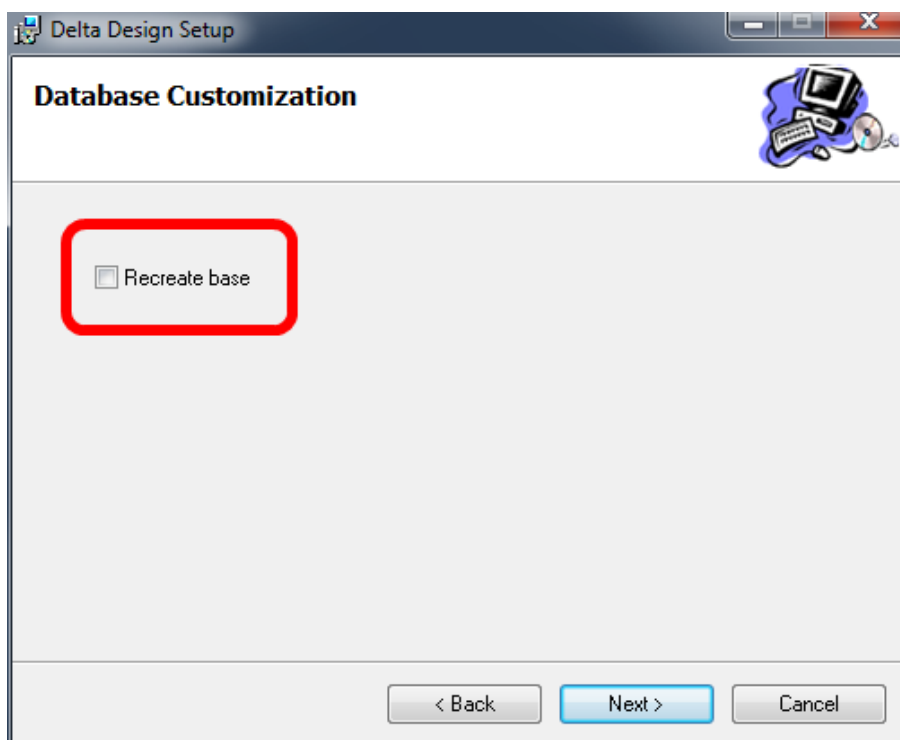 Delta Design Setup
Database Customization
Recreate base
< Back
Next >
Cancel